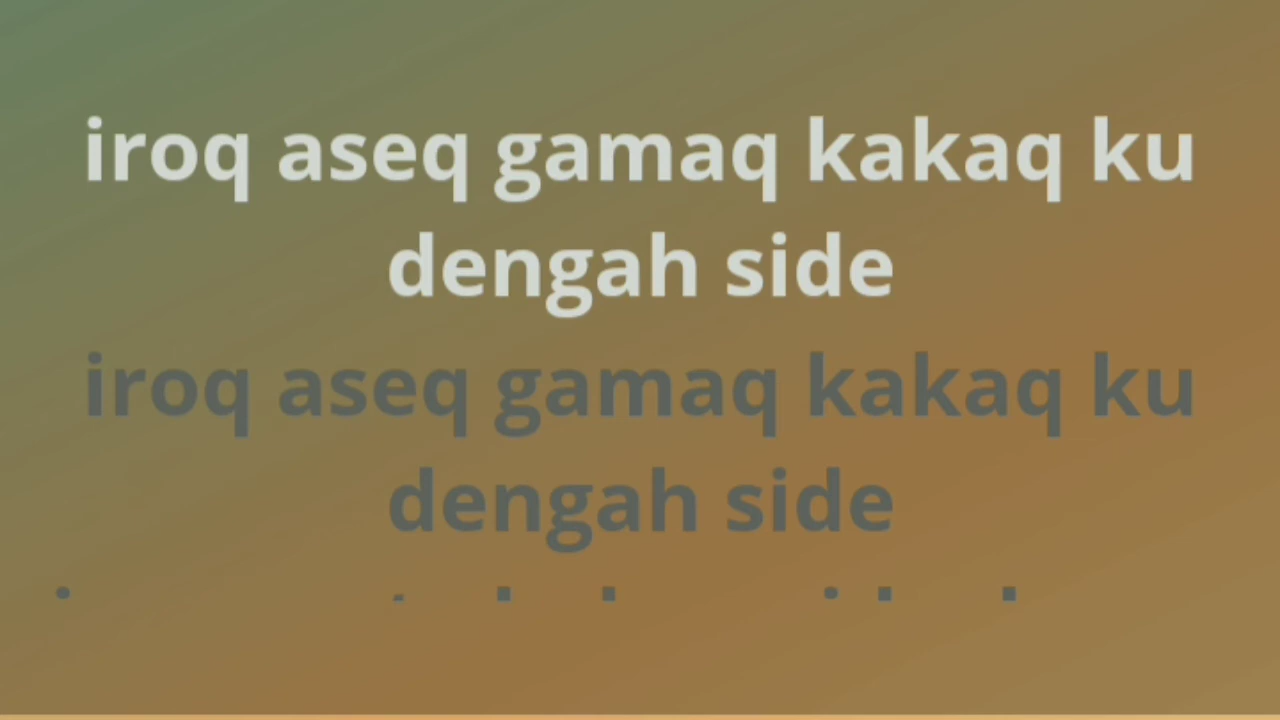 iroq aseq gamaq kakaq ku
dengah side
iroq aseq gamaq kakaq ku
dengah side